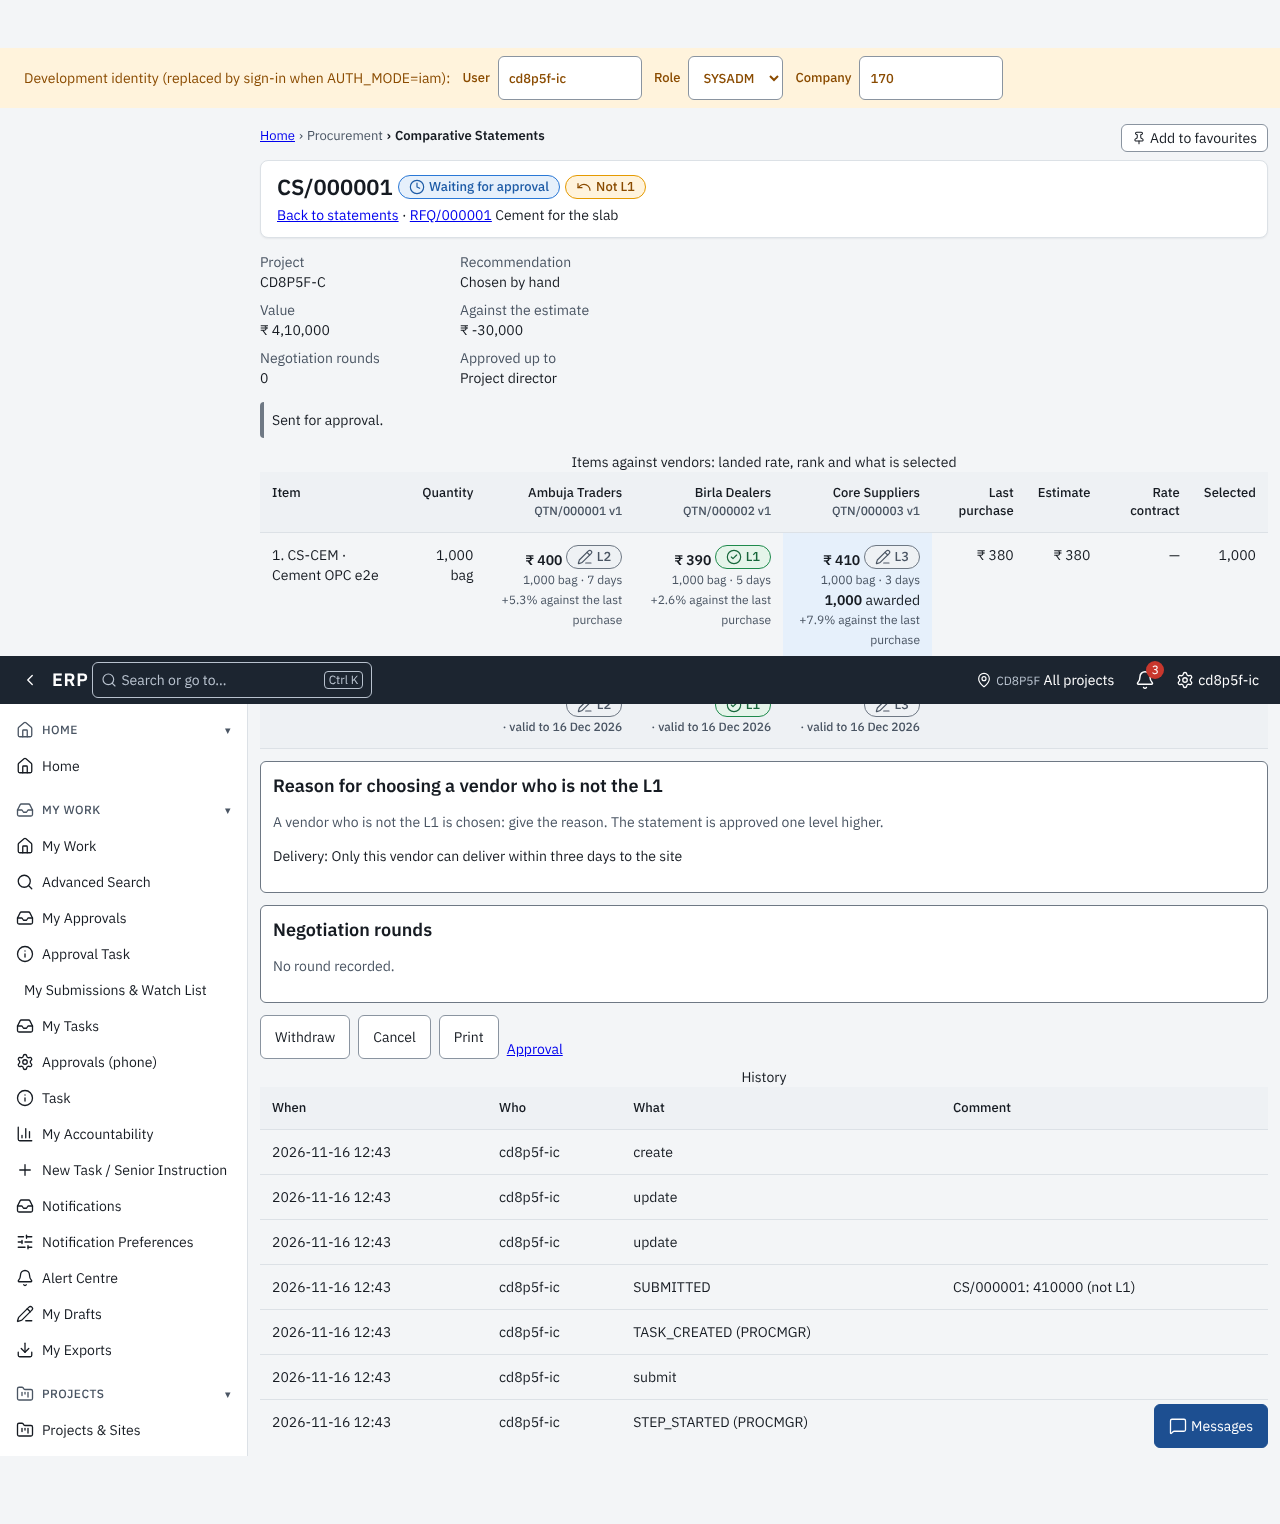 Development identity (replaced by sign-in when AUTH_MODE=iam): User cd8p5f-ic Role SYSADM Company 170
Home › Procurement › Comparative Statements
Add to favourites
CS/000001 Waiting for approval Not L1
Back to statements · RFQ/000001 Cement for the slab
Project Recommendation
CD8P5F-C Chosen by hand
Value Against the estimate
₹ 4,10,000 ₹ -30,000
Negotiation rounds Approved up to
0 Project director
Sent for approval.
Items against vendors: landed rate, rank and what is selected
Item Quantity Ambuja Traders Birla Dealers Core Suppliers Last Estimate Rate Selected
QTN/000001 v1 QTN/000002 v1 QTN/000003 v1 purchase contract
1. CS-CEM · 1,000 ₹ 400 L2 ₹ 390 L1 ₹ 410 L3 ₹ 380 ₹ 380 — 1,000
Cement OPC e2e bag 1,000 bag · 7 days 1,000 bag · 5 days 1,000 bag · 3 days
+5.3% against the last +2.6% against the last 1,000 awarded
purchase purchase +7.9% against the last
purchase
ERP Search or go to... Ctrl K CD8P5F All projects 3 cd8p5f-ic
L2 L1 L3
· valid to 16 Dec 2026 · valid to 16 Dec 2026 · valid to 16 Dec 2026
HOME ▾
Home
MY WORK ▾
My Work
Advanced Search
My Approvals
Approval Task
My Submissions & Watch List
My Tasks
Approvals (phone)
Task
My Accountability
New Task / Senior Instruction
Notifications
Notification Preferences
Alert Centre
My Drafts
My Exports
PROJECTS ▾
Projects & Sites
Reason for choosing a vendor who is not the L1
A vendor who is not the L1 is chosen: give the reason. The statement is approved one level higher.
Delivery: Only this vendor can deliver within three days to the site
Negotiation rounds
No round recorded.
Withdraw Cancel Print Approval
History
When Who What Comment
2026-11-16 12:43 cd8p5f-ic create
2026-11-16 12:43 cd8p5f-ic update
2026-11-16 12:43 cd8p5f-ic update
2026-11-16 12:43 cd8p5f-ic SUBMITTED CS/000001: 410000 (not L1)
2026-11-16 12:43 cd8p5f-ic TASK_CREATED (PROCMGR)
2026-11-16 12:43 cd8p5f-ic submit
2026-11-16 12:43 cd8p5f-ic STEP_STARTED (PROCMGR)
Messages